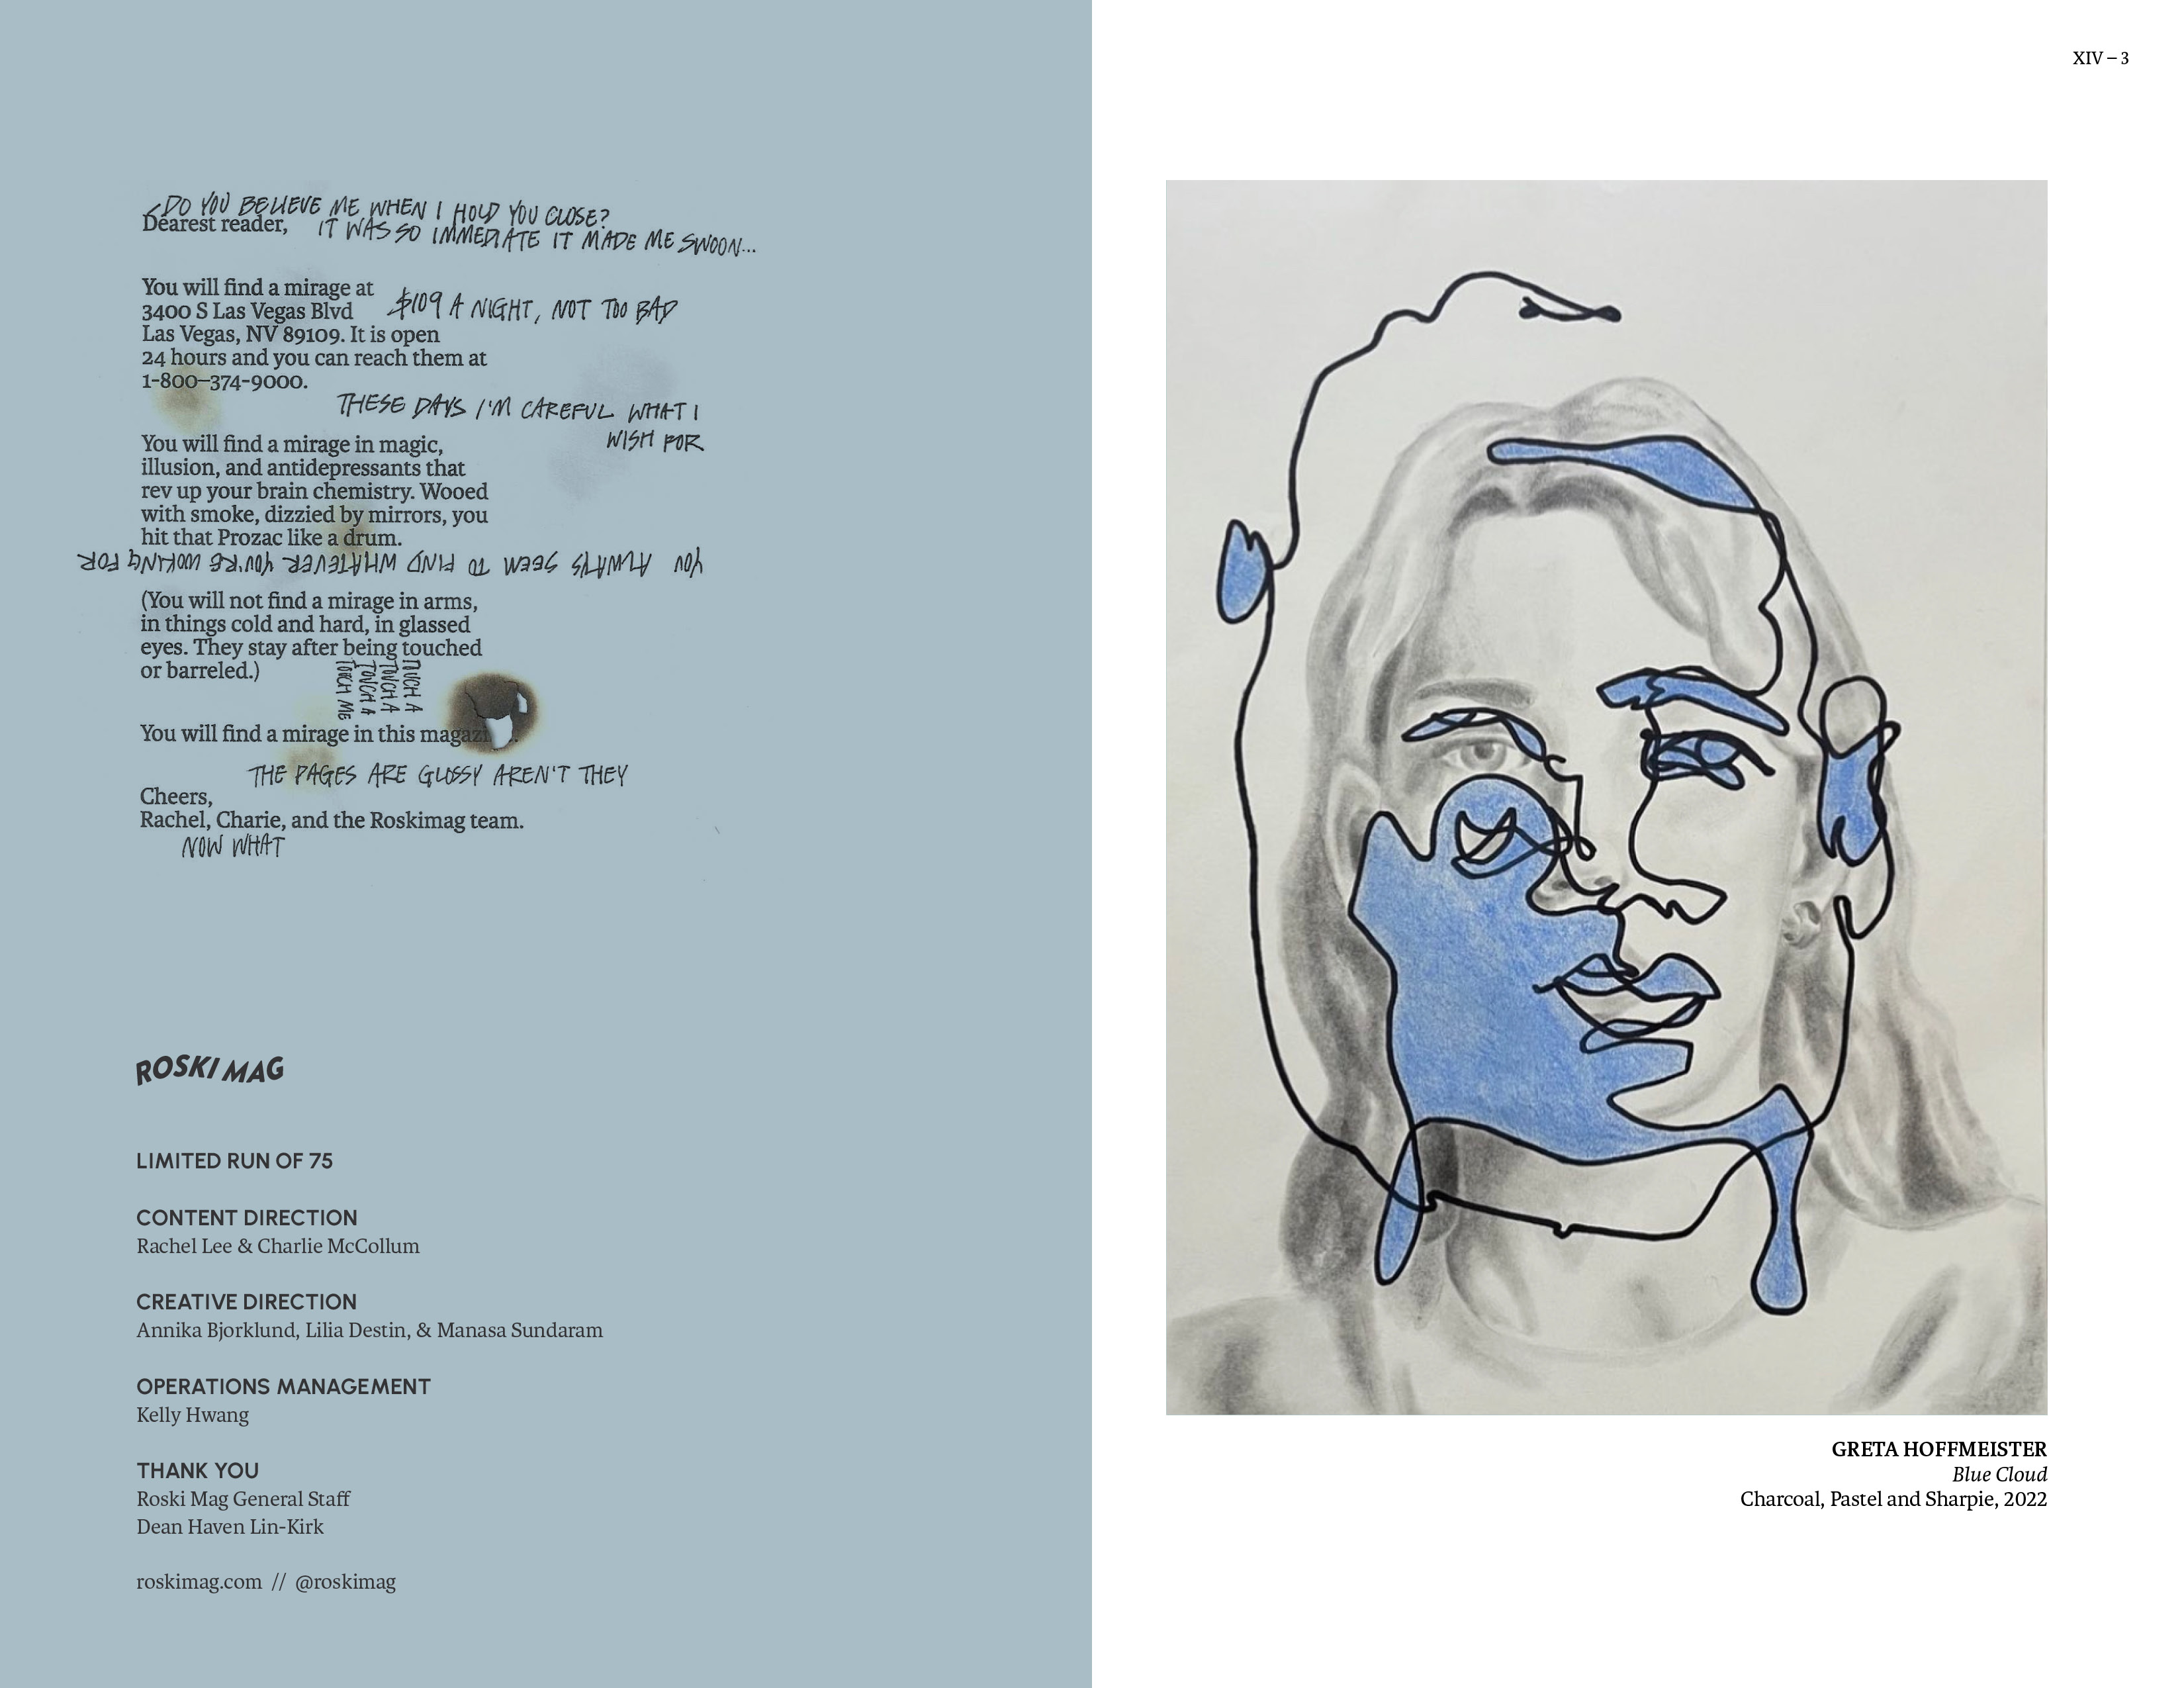 XIV – 3
DO YOU BELIEVE ME WHEN I HOLD YOU CLOSE?
Dearest reader,
IT WAS SO IMMEDIATE IT MADE ME SWOON...
You will find a mirage at
3400 S Las Vegas Blvd
$109 A NIGHT, NOT TOO BAD
Las Vegas, NV 89109. It is open
24 hours and you can reach them at
1-800–374-9000.
THESE DAYS I'M CAREFUL WHAT I
WISH FOR
You will find a mirage in magic,
illusion, and antidepressants that
rev up your brain chemistry. Wooed
with smoke, dizzied by mirrors, you
hit that Prozac like a drum.
YOU ALWAYS SEEM TO FIND WHATEVER YOU'RE WORKING FOR
(You will not find a mirage in arms,
in things cold and hard, in glassed
eyes. They stay after being touched
or barreled.)
TOUCH A
TOUCH A
TOUCH A
TOUCH ME
You will find a mirage in this magazi
THE PAGES ARE GLOSSY AREN'T THEY
Cheers,
Rachel, Charie, and the Roskimag team.
NOW WHAT
ROSKI MAG
LIMITED RUN OF 75
CONTENT DIRECTION
Rachel Lee & Charlie McCollum
CREATIVE DIRECTION
Annika Bjorklund, Lilia Destin, & Manasa Sundaram
OPERATIONS MANAGEMENT
Kelly Hwang
THANK YOU
Roski Mag General Staff
Dean Haven Lin-Kirk
roskimag.com // @roskimag
GRETA HOFFMEISTER
Blue Cloud
Charcoal, Pastel and Sharpie, 2022